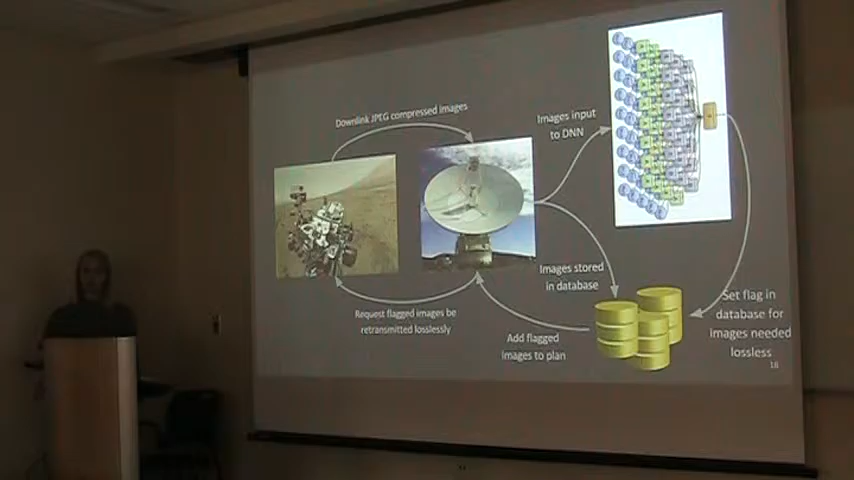 Downlink JPEG compressed images
Images input
to DNN
Images stored
in database
Set flag in
database for
images needed
lossless
Request flagged images be
retransmitted losslessly
Add flagged
images to plan
18